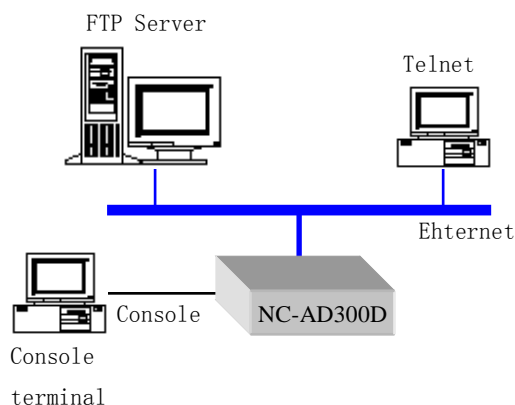 FTP Server
Telnet
Ehternet
Console
NC-AD300D
Console
terminal